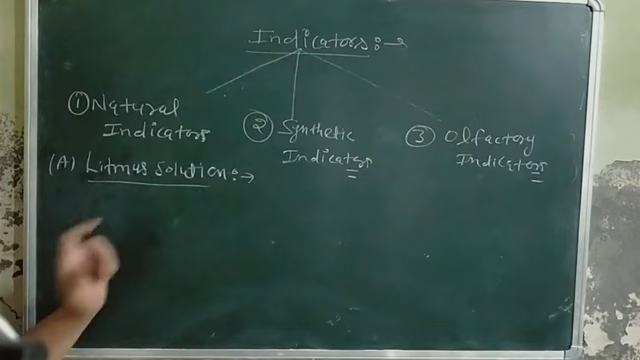 Indicators :→
① Natural
Indicators
② Synthetic
Indicators
③ Olfactory
Indicators
(A) Litmus Solution :→